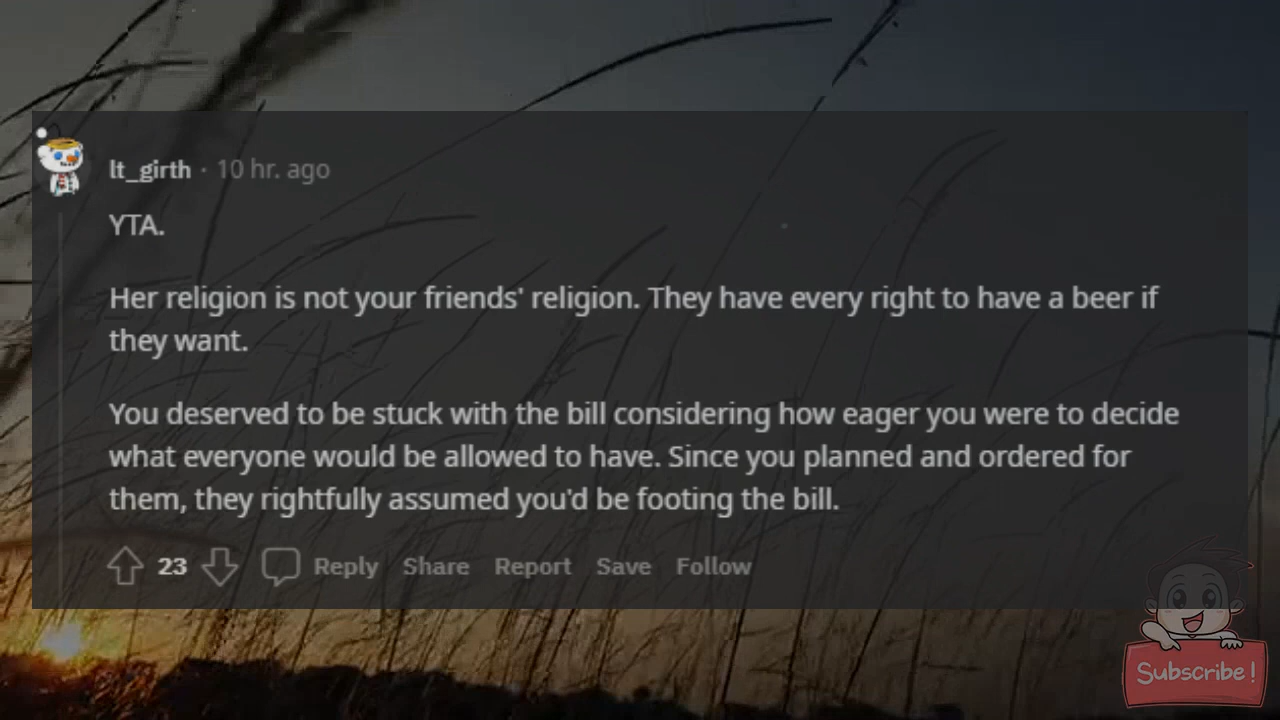 lt_girth · 10 hr. ago
YTA.
Her religion is not your friends' religion. They have every right to have a beer if
they want.
You deserved to be stuck with the bill considering how eager you were to decide
what everyone would be allowed to have. Since you planned and ordered for
them, they rightfully assumed you'd be footing the bill.
23 Reply Share Report Save Follow
Subscribe!